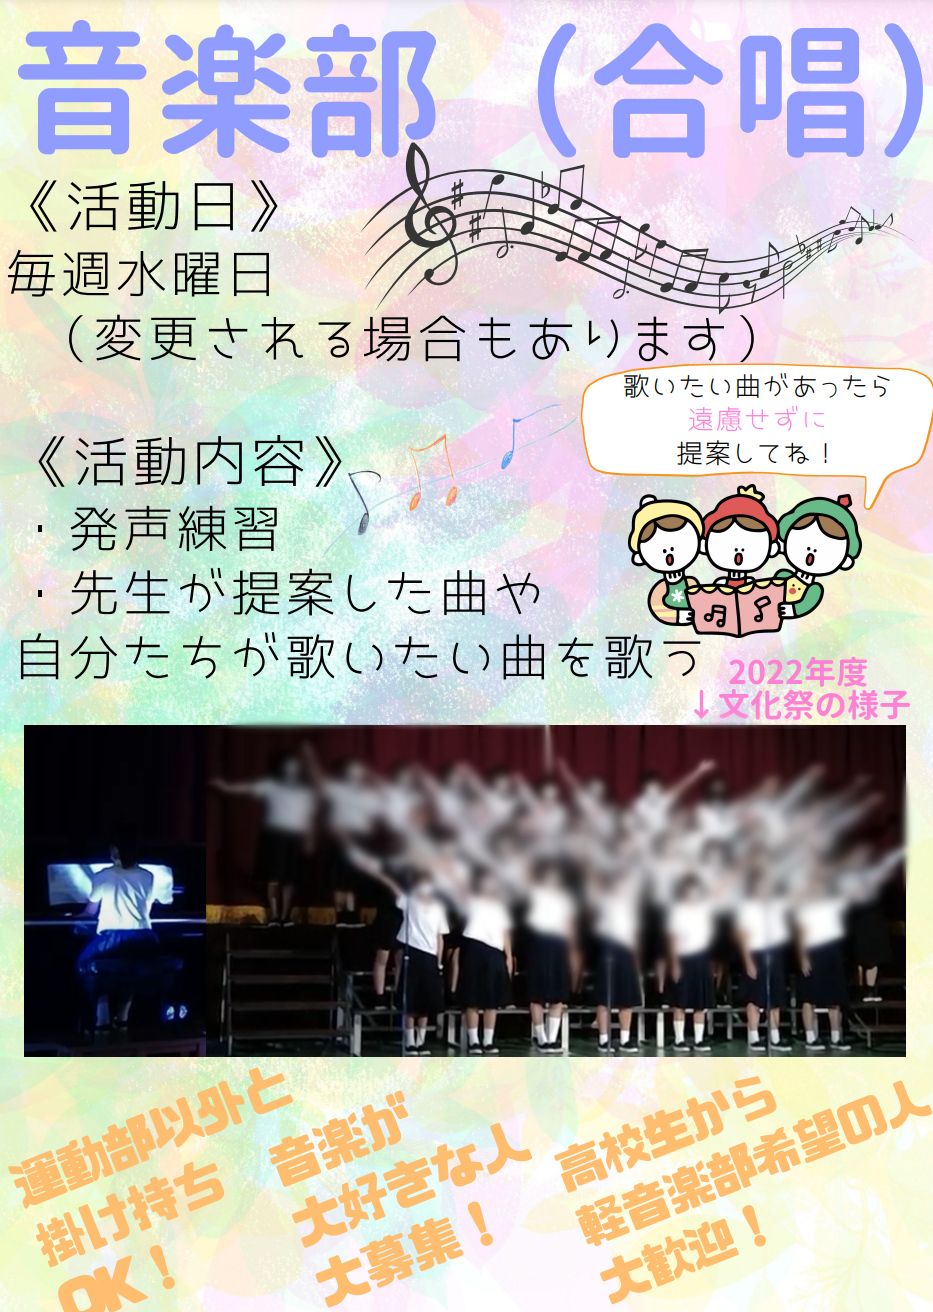 音楽部（合唱）
《活動日》
毎週水曜日
（変更される場合もあります）
歌いたい曲があったら
遠慮せずに
提案してね！
《活動内容》
・発声練習
・先生が提案した曲や
自分たちが歌いたい曲を歌う
2022年度
↓文化祭の様子
運動部以外と
掛け持ち
OK！
音楽が
大好きな人
大募集！
高校生から
軽音楽部希望の人
大歓迎！